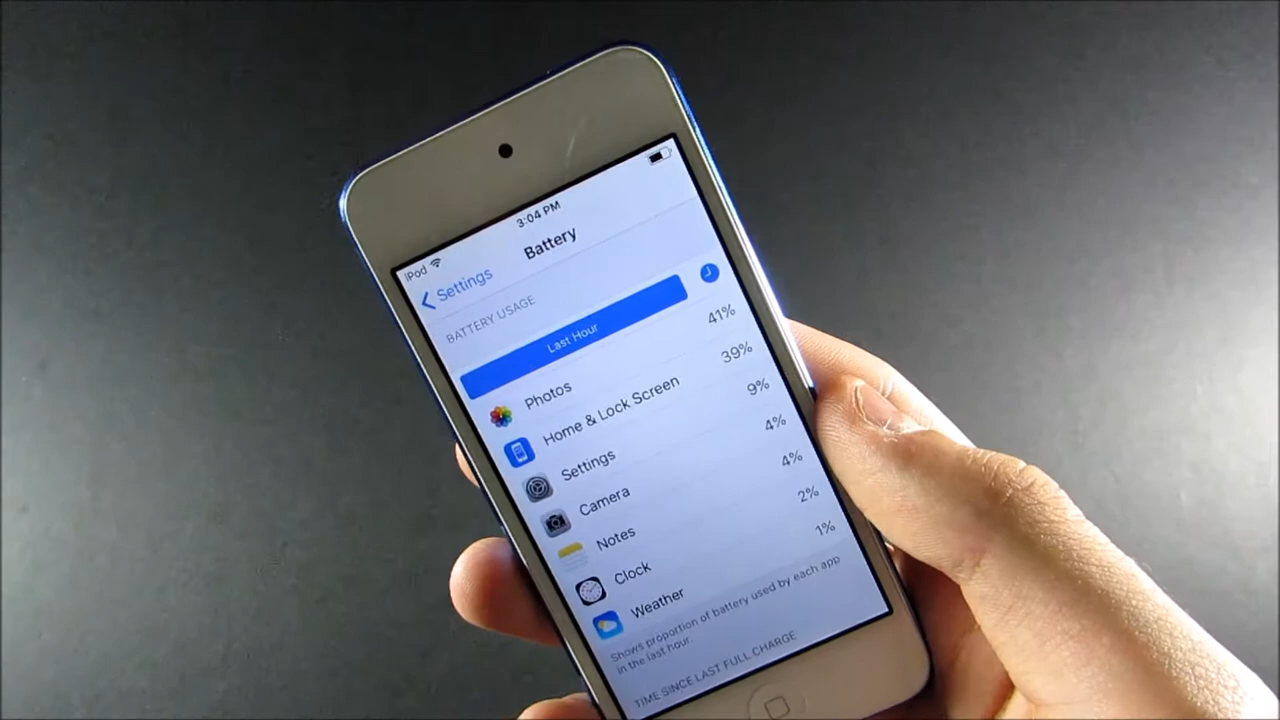 iPod 3:04 PM
Settings Battery
BATTERY USAGE
Last Hour
Photos 41%
Home & Lock Screen 39%
Settings 9%
Camera 4%
Notes 4%
Clock 2%
Weather 1%
Shows proportion of battery used by each app
in the last hour.
TIME SINCE LAST FULL CHARGE